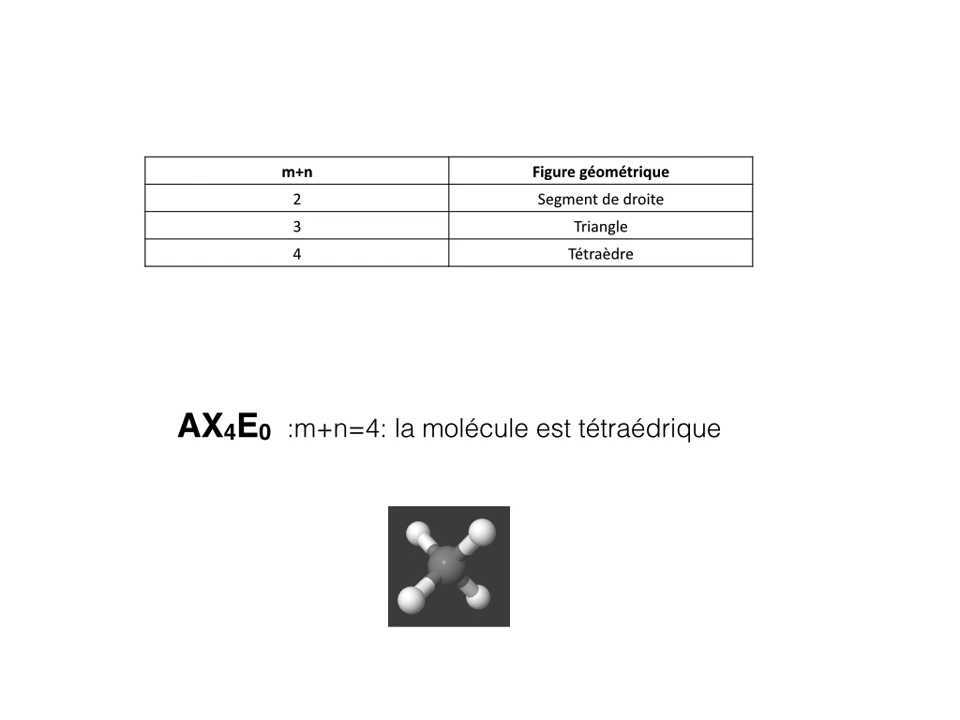 m+n Figure géométrique
2 Segment de droite
3 Triangle
4 Tétraèdre
AX₄E₀ :m+n=4: la molécule est tétraédrique